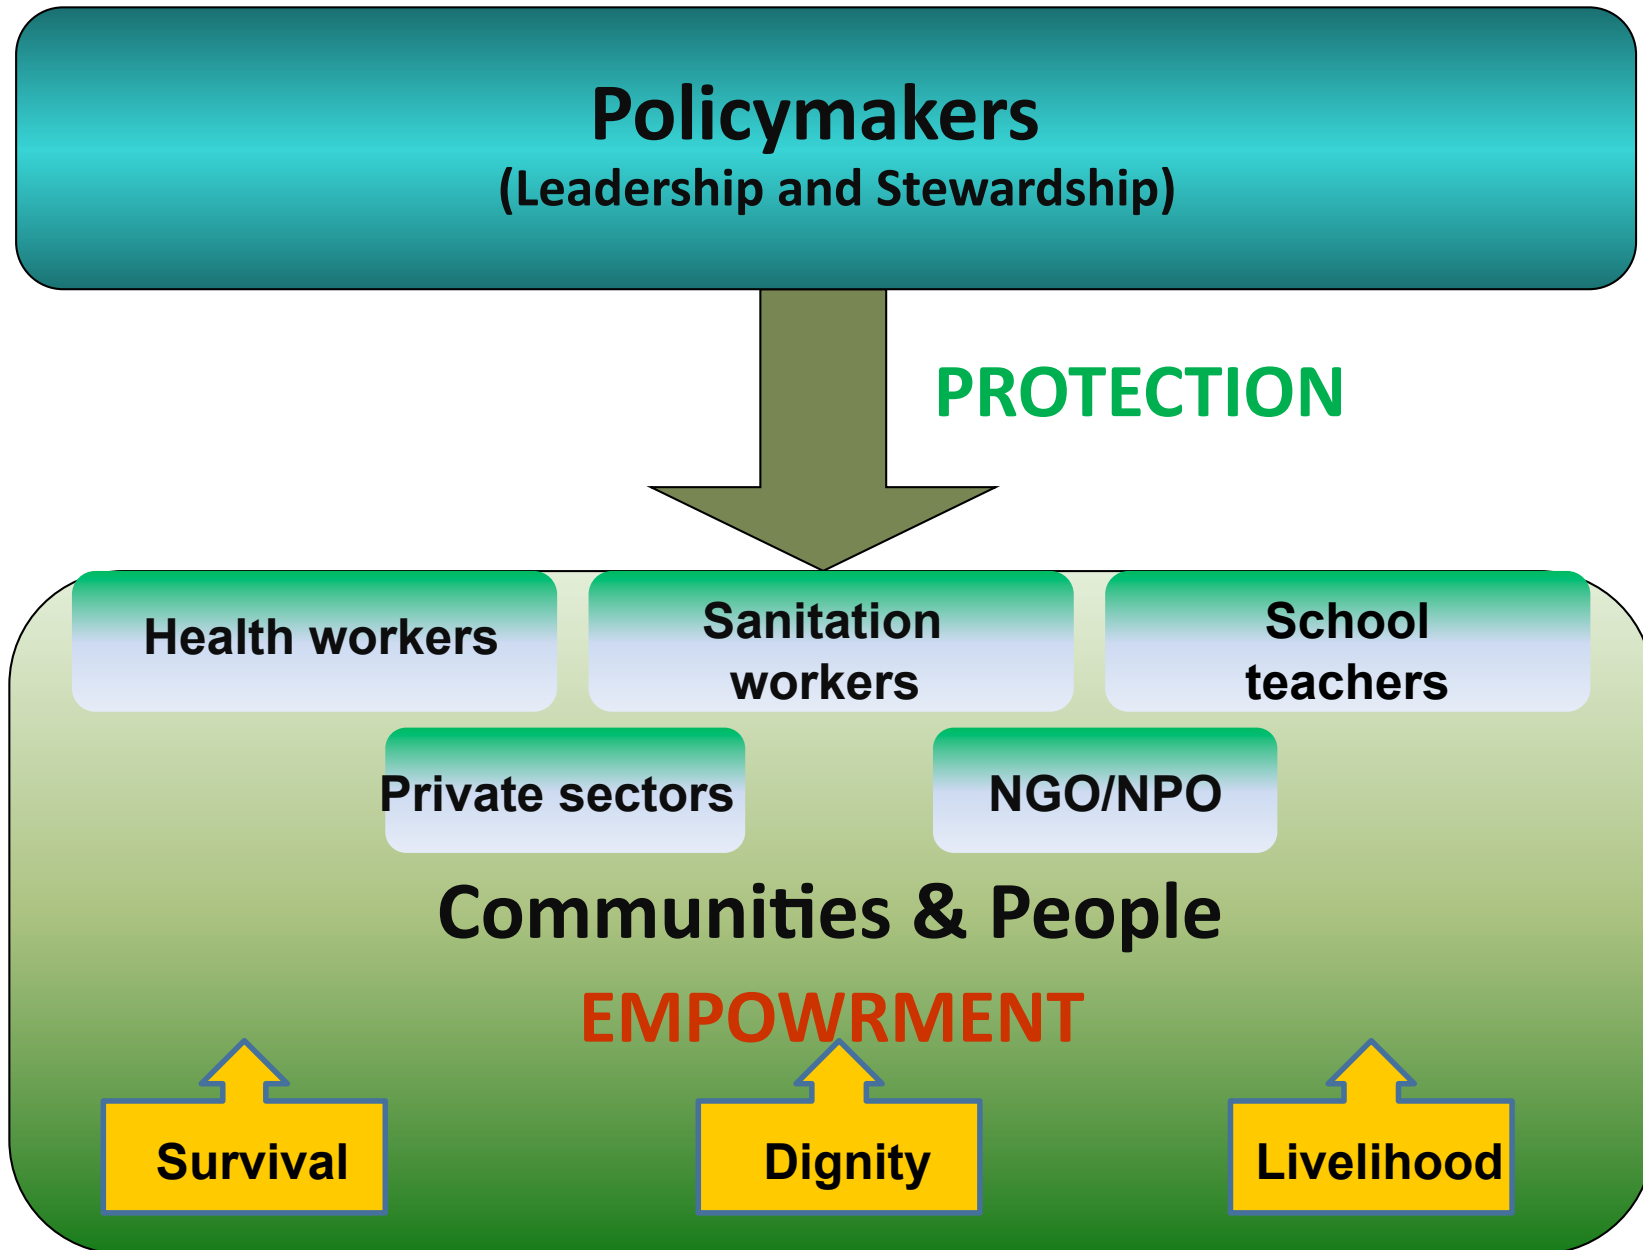 Policymakers
(Leadership and Stewardship)
PROTECTION
Health workers
Sanitation
workers
School
teachers
Private sectors
NGO/NPO
Communities & People
EMPOWRMENT
Survival
Dignity
Livelihood